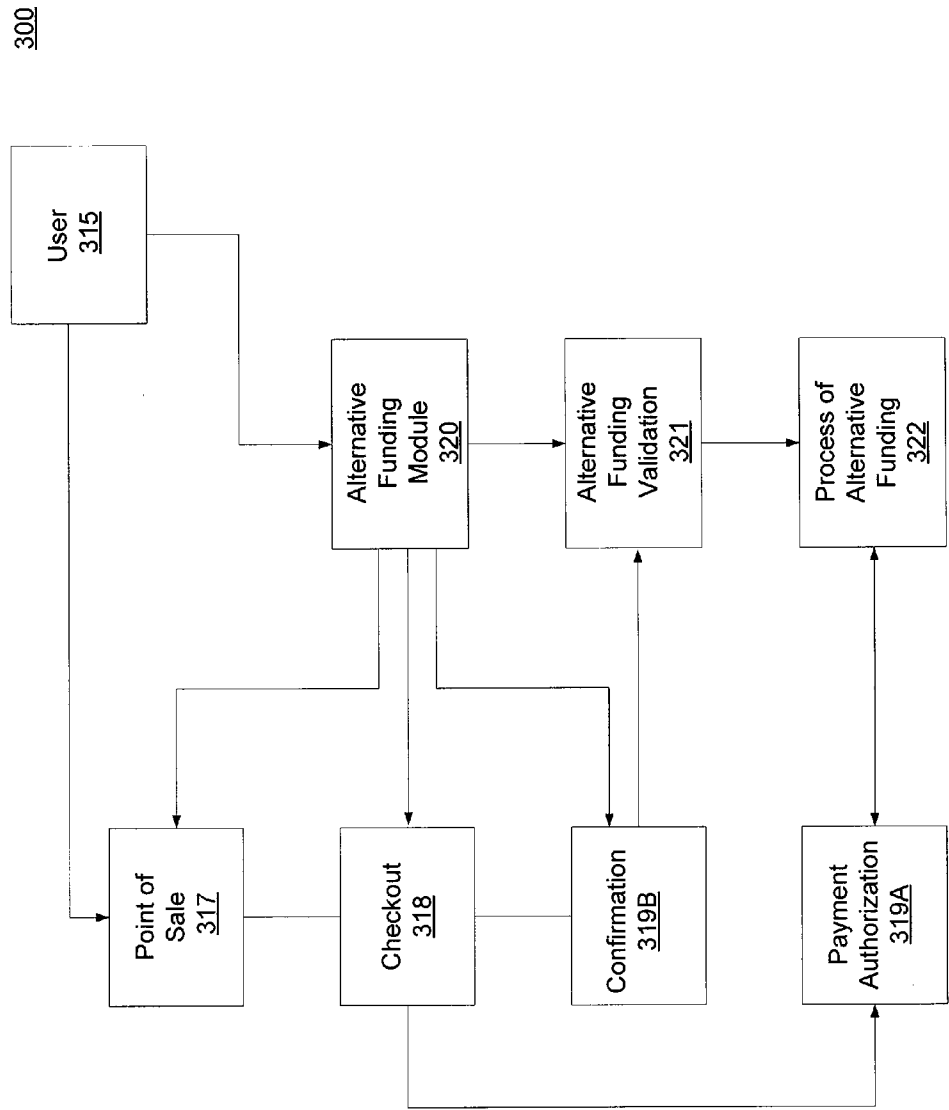 300
User
315
Alternative
Funding
Module
320
Alternative
Funding
Validation
321
Process of
Alternative
Funding
322
Point of
Sale
317
Checkout
318
Confirmation
319B
Payment
Authorization
319A